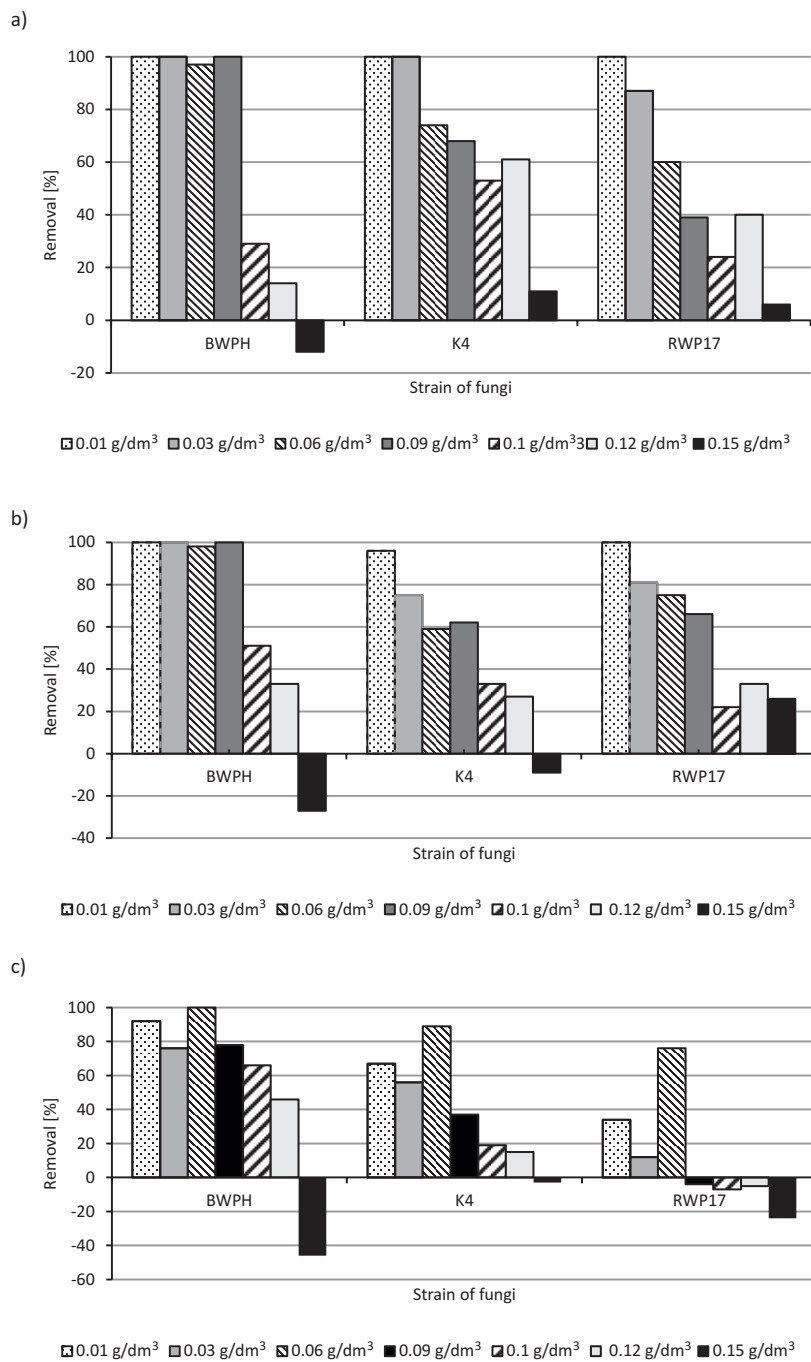 a)
100
80
60
40
20
0
-20
Removal [%]
BWPH K4 RWP17
Strain of fungi
0.01 g/dm³ 0.03 g/dm³ 0.06 g/dm³ 0.09 g/dm³ 0.1 g/dm³3 0.12 g/dm³ 0.15 g/dm³
b)
100
80
60
40
20
0
-20
-40
Removal [%]
BWPH K4 RWP17
Strain of fungi
0.01 g/dm³ 0.03 g/dm³ 0.06 g/dm³ 0.09 g/dm³ 0.1 g/dm³ 0.12 g/dm³ 0.15 g/dm³
c)
100
80
60
40
20
0
-20
-40
-60
Removal [%]
BWPH K4 RWP17
Strain of fungi
0.01 g/dm³ 0.03 g/dm³ 0.06 g/dm³ 0.09 g/dm³ 0.1 g/dm³ 0.12 g/dm³ 0.15 g/dm³